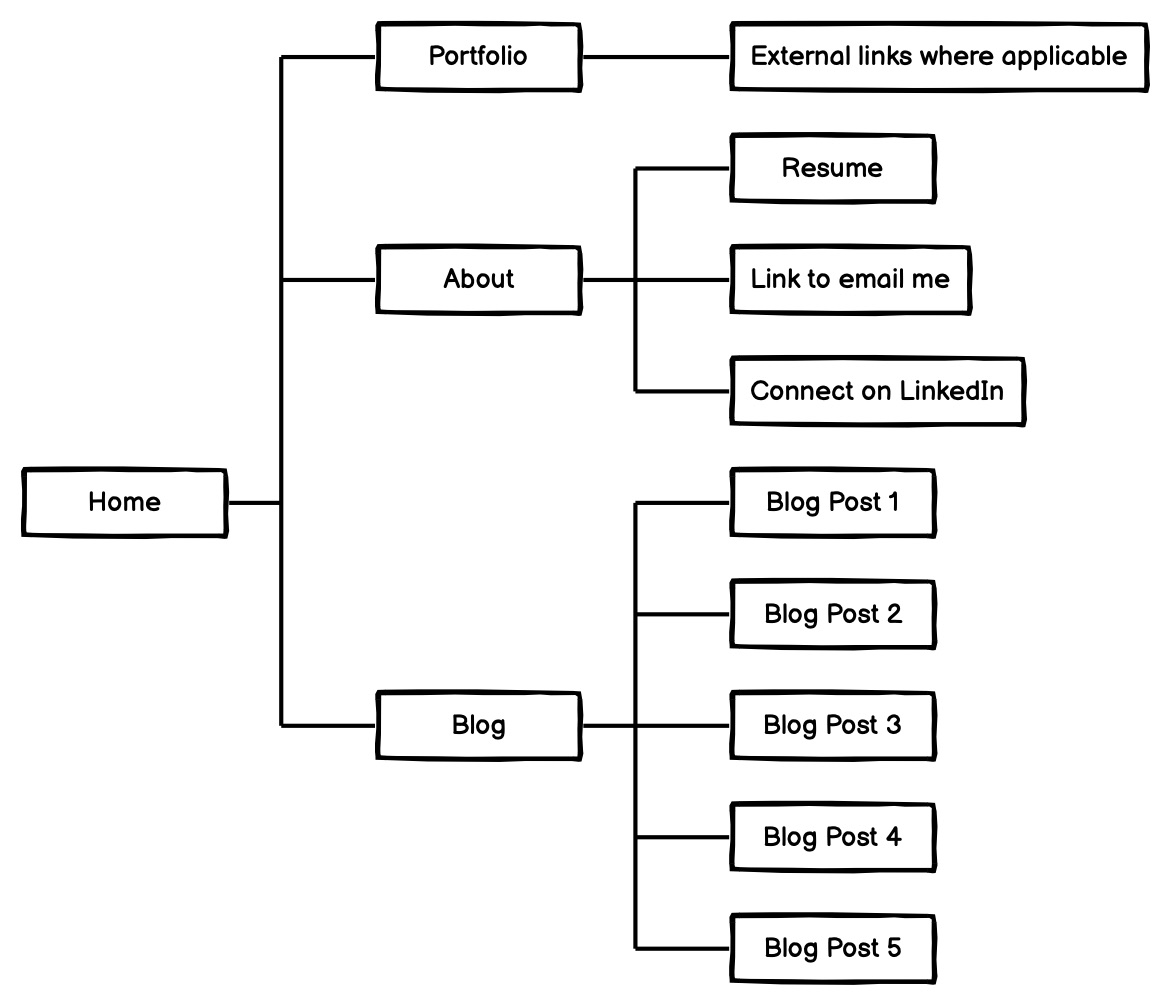 Portfolio
External links where applicable
Resume
About
Link to email me
Connect on LinkedIn
Home
Blog Post 1
Blog Post 2
Blog
Blog Post 3
Blog Post 4
Blog Post 5